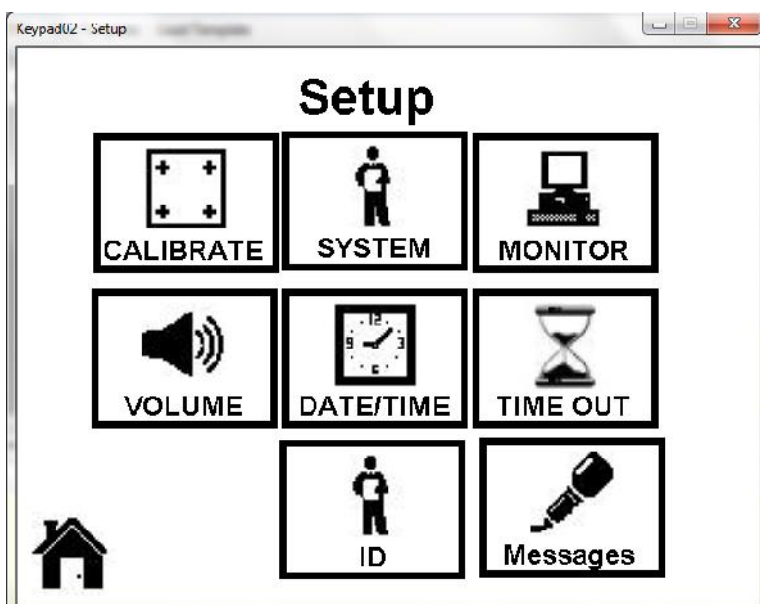 Keypad02 - Setup
Setup
CALIBRATE
SYSTEM
MONITOR
VOLUME
DATE/TIME
TIME OUT
ID
Messages